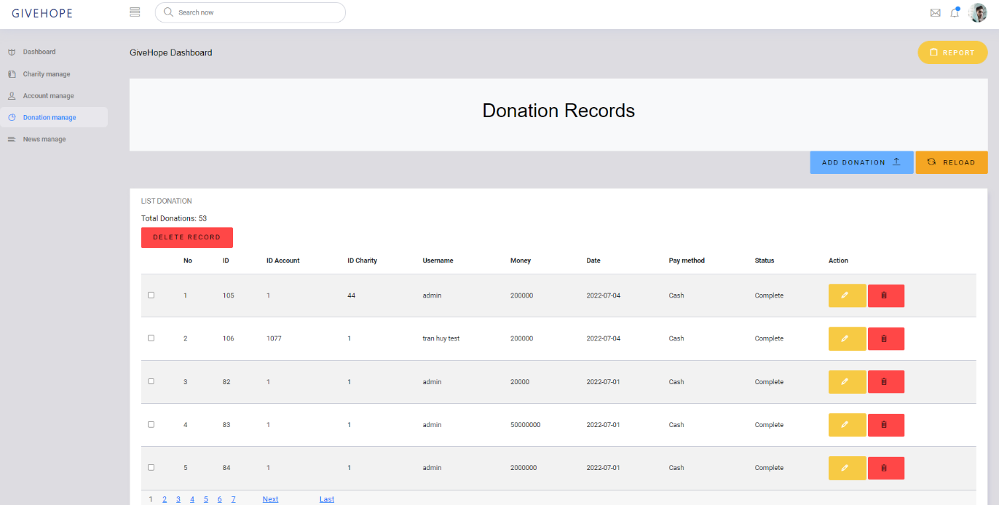 GIVEHOPE
Search now
Dashboard
Charity manage
Account manage
Donation manage
News manage
GiveHope Dashboard
REPORT
Donation Records
ADD DONATION
RELOAD
LIST DONATION
Total Donations: 53
DELETE RECORD
No ID ID Account ID Charity Username Money Date Pay method Status Action
1 105 1 44 admin 200000 2022-07-04 Cash Complete
2 106 1077 1 tran huy test 200000 2022-07-04 Cash Complete
3 82 1 1 admin 20000 2022-07-01 Cash Complete
4 83 1 1 admin 50000000 2022-07-01 Cash Complete
5 84 1 1 admin 2000000 2022-07-01 Cash Complete
1 2 3 4 5 6 7 Next Last